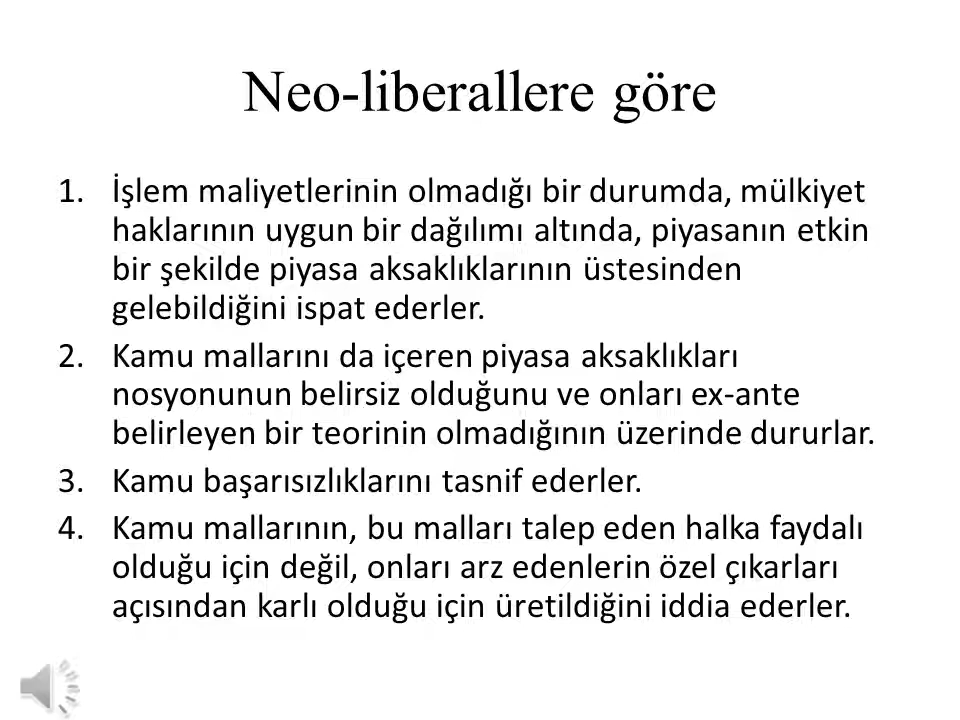 Neo-liberallere göre
1. İşlem maliyetlerinin olmadığı bir durumda, mülkiyet
haklarının uygun bir dağılımı altında, piyasanın etkin
bir şekilde piyasa aksaklıklarının üstesinden
gelebildiğini ispat ederler.
2. Kamu mallarını da içeren piyasa aksaklıkları
nosyonunun belirsiz olduğunu ve onları ex-ante
belirleyen bir teorinin olmadığının üzerinde dururlar.
3. Kamu başarısızlıklarını tasnif ederler.
4. Kamu mallarının, bu malları talep eden halka faydalı
olduğu için değil, onları arz edenlerin özel çıkarları
açısından karlı olduğu için üretildiğini iddia ederler.